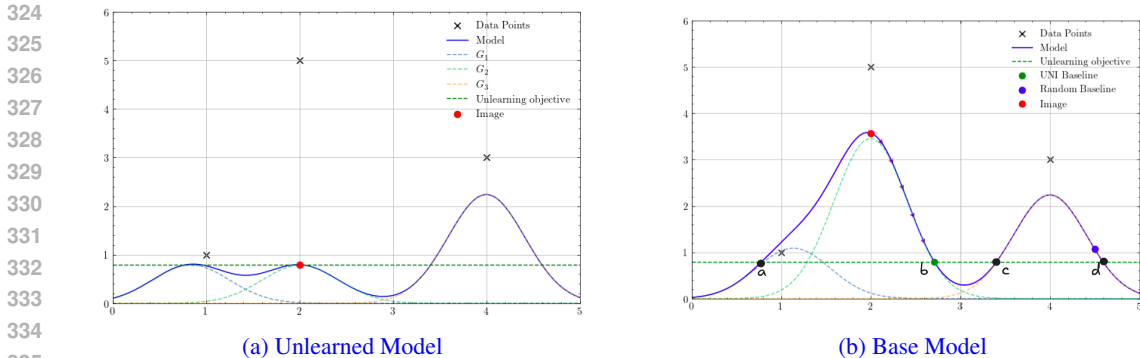 324
325
326
327
328
329
330
331
332
333
334
6
5
4
3
2
1
0
0
1
2
3
4
5
Data Points
Model
G1
G2
G3
Unlearning objective
Image
(a) Unlearned Model
6
5
4
3
2
1
0
0
1
2
3
4
5
Data Points
Model
Unlearning objective
UNI Baseline
Random Baseline
Image
a
b
c
d
(b) Base Model